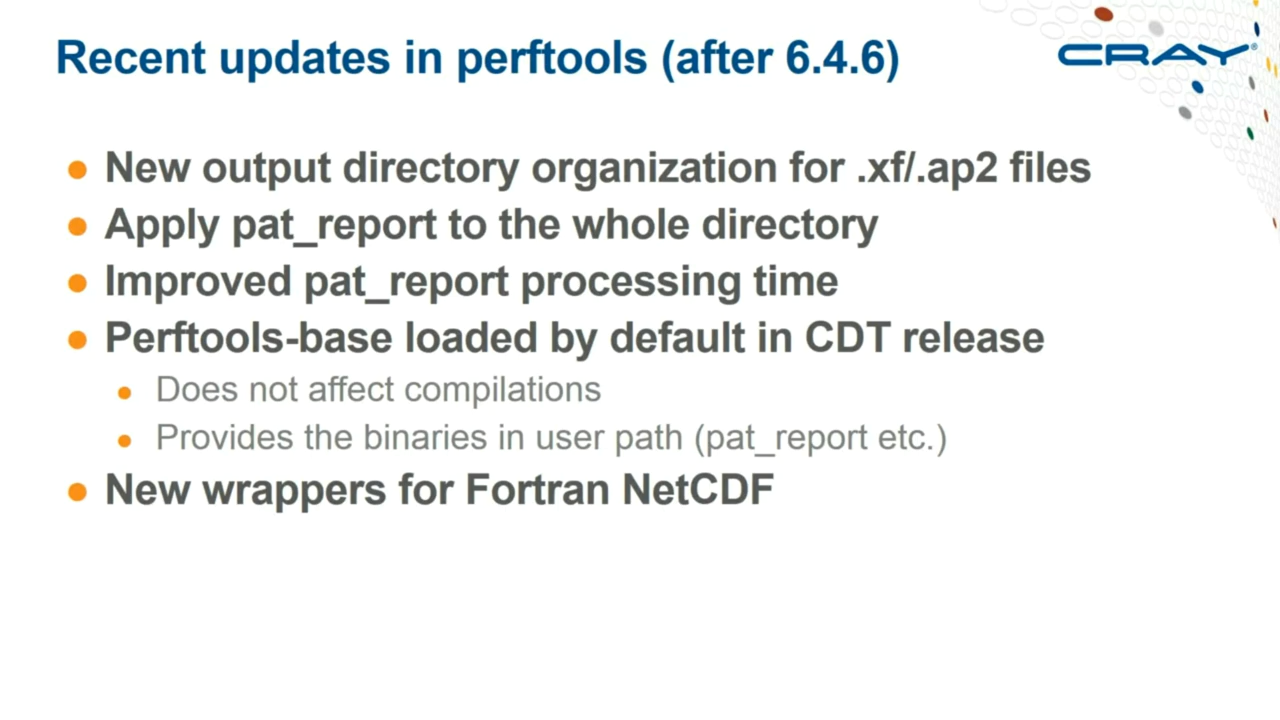 Recent updates in perftools (after 6.4.6)
CRAY®
● New output directory organization for .xf/.ap2 files
● Apply pat_report to the whole directory
● Improved pat_report processing time
● Perftools-base loaded by default in CDT release
● Does not affect compilations
● Provides the binaries in user path (pat_report etc.)
● New wrappers for Fortran NetCDF